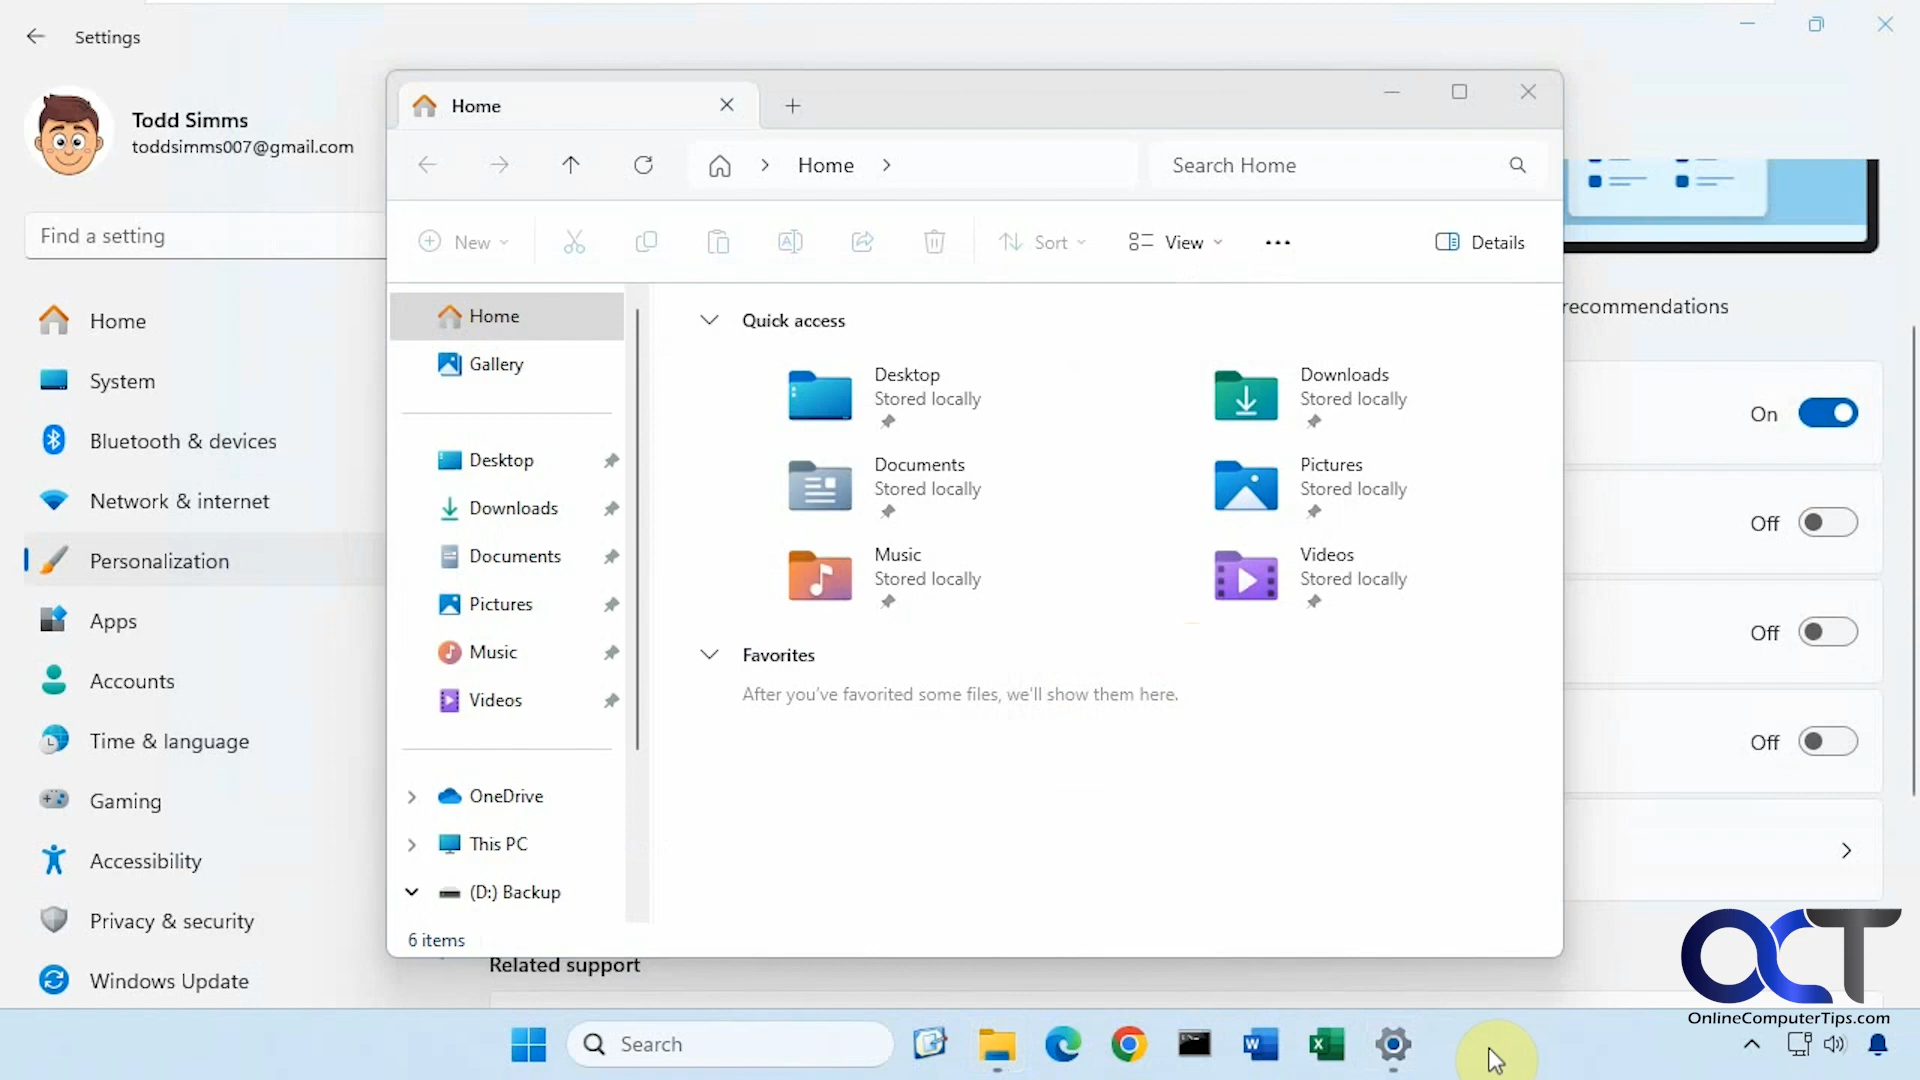 Settings
Todd Simms
toddsimms007@gmail.com
Find a setting
Home
System
Bluetooth & devices
Network & internet
Personalization
Apps
Accounts
Time & language
Gaming
Accessibility
Privacy & security
Windows Update
Home
Home
Search Home
New
Sort
View
Details
Home
Gallery
Desktop
Downloads
Documents
Pictures
Music
Videos
OneDrive
This PC
(D:) Backup
6 items
Quick access
Desktop
Stored locally
Downloads
Stored locally
Documents
Stored locally
Pictures
Stored locally
Music
Stored locally
Videos
Stored locally
Favorites
After you've favorited some files, we'll show them here.
recommendations
On
Off
Off
Off
Related support
Search
OCT
OnlineComputerTips.com